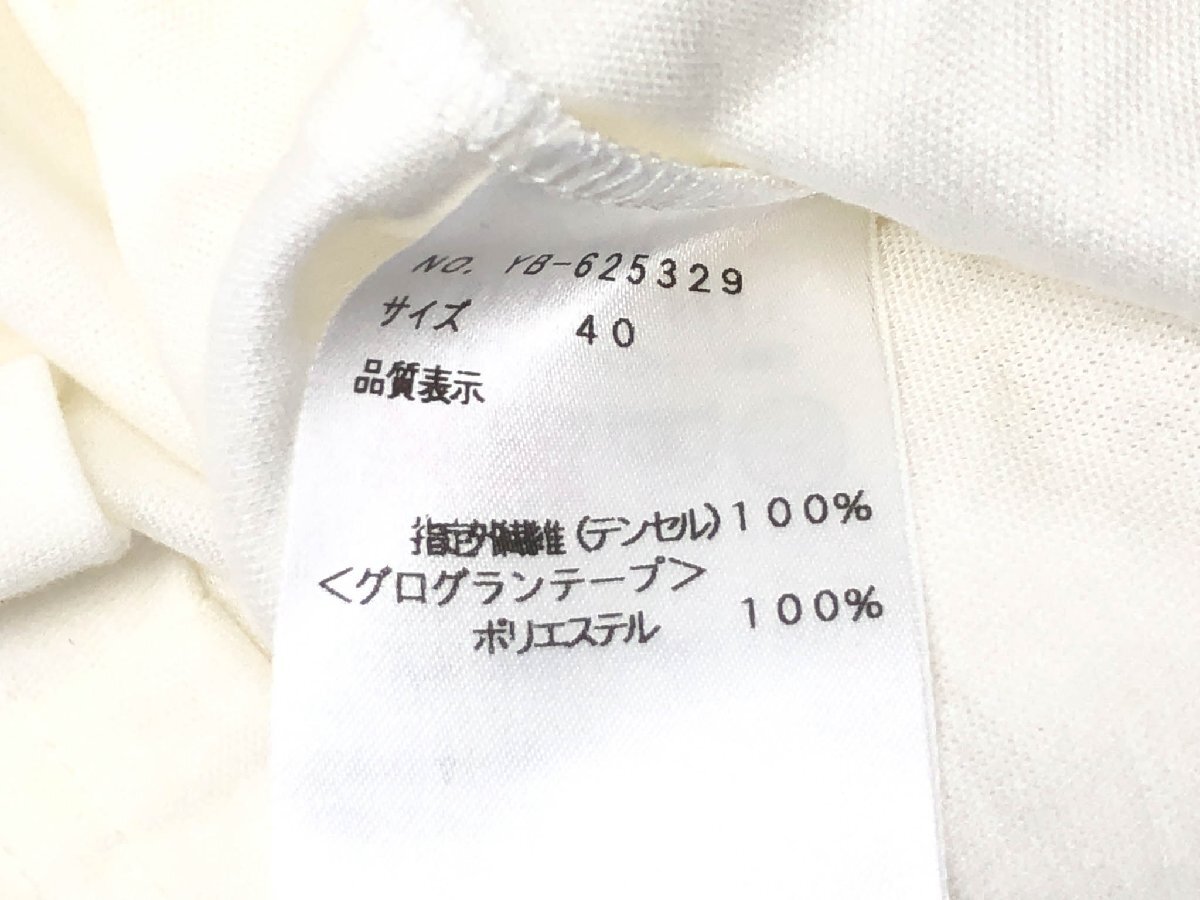 NO. YB-625329
サイズ 40
品質表示
指定外繊維(テンセル)100%
<グログランテープ>
ポリエステル 100%